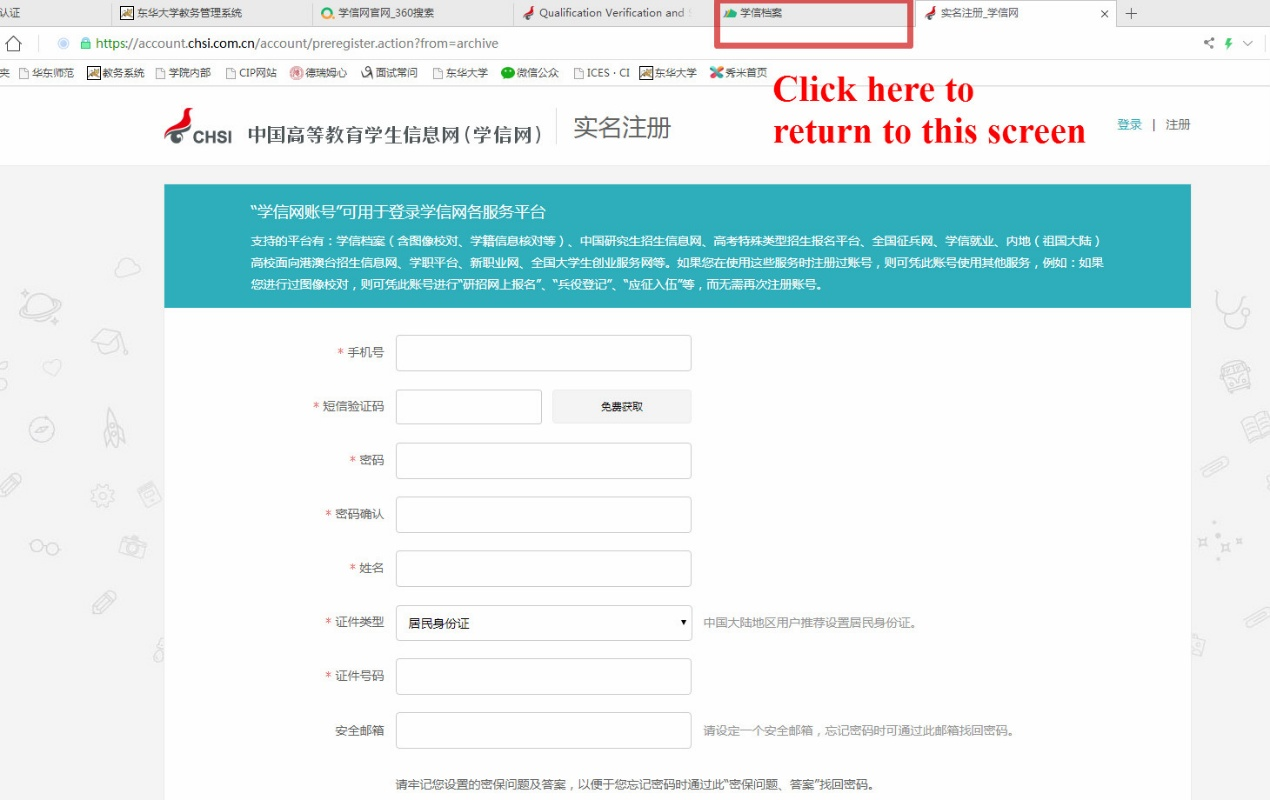 认证
东华大学教务管理系统
学信网官网_360搜索
Qualification Verification and
学信档案
实名注册_学信网
https://account.chsi.com.cn/account/preregister.action?from=archive
夹 华东师范 教务系统 学院内部 CIP网站 德瑞姆心 面试常问 东华大学 微信公众 ICES · CI 东华大学 秀米首页
Click here to
return to this screen
CHSI 中国高等教育学生信息网(学信网) 实名注册
登录 | 注册
“学信网账号”可用于登录学信网各服务平台
支持的平台有：学信档案（含图像校对、学籍信息核对等）、中国研究生招生信息网、高考特殊类型招生报名平台、全国征兵网、学信就业、内地（祖国大陆）
高校面向港澳台招生信息网、学职平台、新职业网、全国大学生创业服务网等。如果您在使用这些服务时注册过账号，则可凭此账号使用其他服务，例如：如果
您进行过图像校对，则可凭此账号进行“研招网上报名”、“兵役登记”、“应征入伍”等，而无需再次注册账号。
* 手机号
* 短信验证码 免费获取
* 密码
* 密码确认
* 姓名
* 证件类型 居民身份证 中国大陆地区用户推荐设置居民身份证。
* 证件号码
安全邮箱 请设定一个安全邮箱，忘记密码时可通过此邮箱找回密码。
请牢记您设置的密保问题及答案，以便于您忘记密码时通过此“密保问题、答案”找回密码。